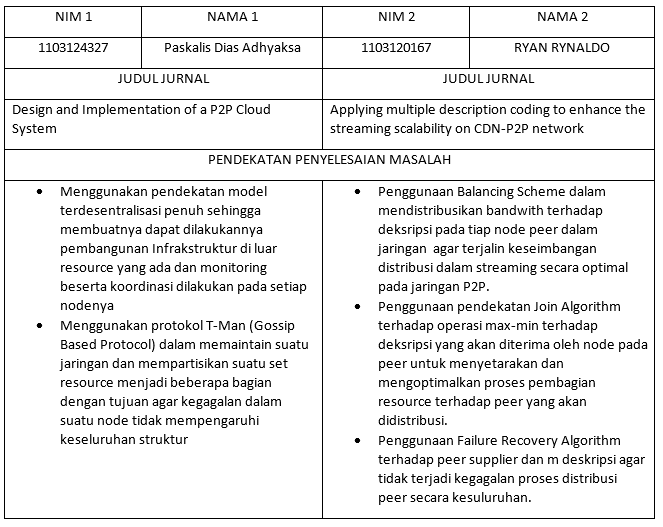 NIM 1 NAMA 1 NIM 2 NAMA 2
1103124327 Paskalis Dias Adhyaksa 1103120167 RYAN RYNALDO
JUDUL JURNAL JUDUL JURNAL
Design and Implementation of a P2P Cloud
System
Applying multiple description coding to enhance the
streaming scalability on CDN-P2P network
PENDEKATAN PENYELESAIAN MASALAH
• Menggunakan pendekatan model
terdesentralisasi penuh sehingga
membuatnya dapat dilakukannya
pembangunan Infrakstruktur di luar
resource yang ada dan monitoring
beserta koordinasi dilakukan pada setiap
nodenya
• Menggunakan protokol T-Man (Gossip
Based Protocol) dalam memaintain suatu
jaringan dan mempartisikan suatu set
resource menjadi beberapa bagian
dengan tujuan agar kegagalan dalam
suatu node tidak mempengaruhi
keseluruhan struktur
• Penggunaan Balancing Scheme dalam
mendistribusikan bandwith terhadap
deksripsi pada tiap node peer dalam
jaringan agar terjalin keseimbangan
distribusi dalam streaming secara optimal
pada jaringan P2P.
• Penggunaan pendekatan Join Algorithm
terhadap operasi max-min terhadap
deksripsi yang akan diterima oleh node pada
peer untuk menyetarakan dan
mengoptimalkan proses pembagian
resource terhadap peer yang akan
didistribusi.
• Penggunaan Failure Recovery Algorithm
terhadap peer supplier dan m deskripsi agar
tidak terjadi kegagalan proses distribusi
peer secara kesuluruhan.